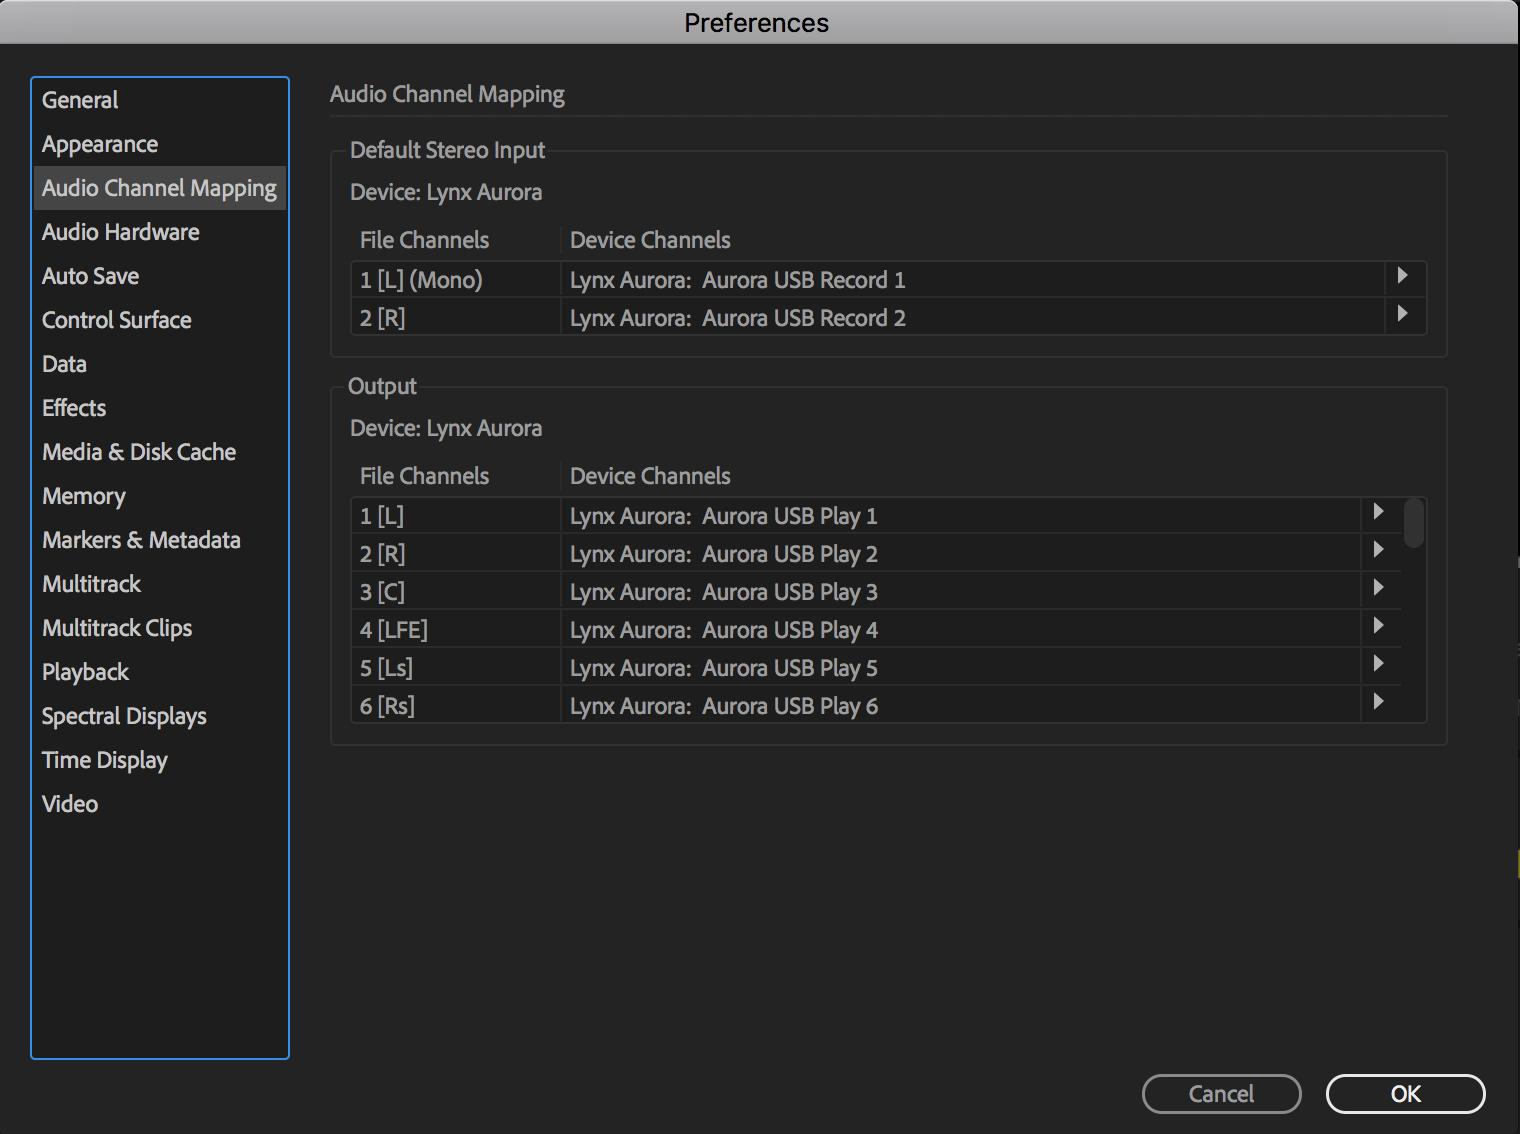 Preferences
General
Appearance
Audio Channel Mapping
Audio Hardware
Auto Save
Control Surface
Data
Effects
Media & Disk Cache
Memory
Markers & Metadata
Multitrack
Multitrack Clips
Playback
Spectral Displays
Time Display
Video
Audio Channel Mapping
Default Stereo Input
Device: Lynx Aurora
File Channels Device Channels
1 [L] (Mono) Lynx Aurora: Aurora USB Record 1
2 [R] Lynx Aurora: Aurora USB Record 2
Output
Device: Lynx Aurora
File Channels Device Channels
1 [L] Lynx Aurora: Aurora USB Play 1
2 [R] Lynx Aurora: Aurora USB Play 2
3 [C] Lynx Aurora: Aurora USB Play 3
4 [LFE] Lynx Aurora: Aurora USB Play 4
5 [Ls] Lynx Aurora: Aurora USB Play 5
6 [Rs] Lynx Aurora: Aurora USB Play 6
Cancel OK